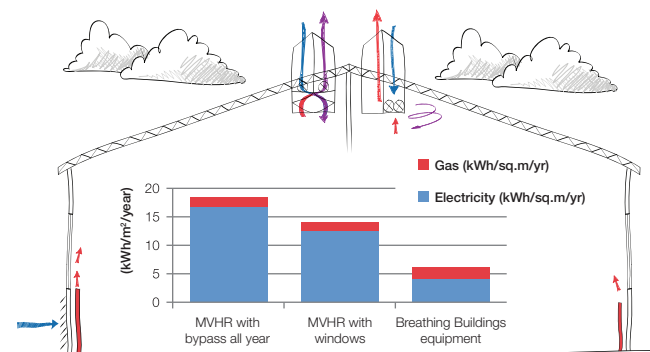 Gas (kWh/sq.m/yr)
Electricity (kWh/sq.m/yr)
(kWh/m²/year)
20
15
10
5
0
MVHR with
bypass all year
MVHR with
windows
Breathing Buildings
equipment